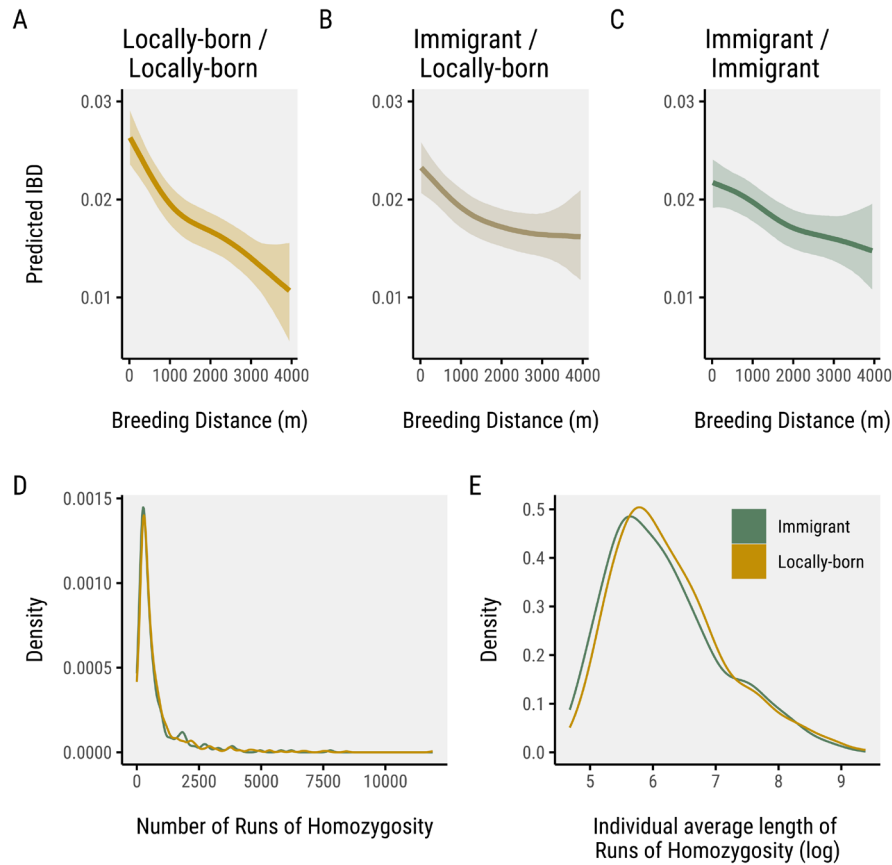 A
Locally-born /
Locally-born
B
Immigrant /
Locally-born
C
Immigrant /
Immigrant
Predicted IBD
0.03
0.02
0.01
0 1000 2000 3000 4000
Breeding Distance (m)
0.03
0.02
0.01
0 1000 2000 3000 4000
Breeding Distance (m)
0.03
0.02
0.01
0 1000 2000 3000 4000
Breeding Distance (m)
D
Density
0.0015
0.0010
0.0005
0.0000
0 2500 5000 7500 10000
Number of Runs of Homozygosity
E
Density
0.5
0.4
0.3
0.2
0.1
0.0
Immigrant
Locally-born
5 6 7 8 9
Individual average length of
Runs of Homozygosity (log)